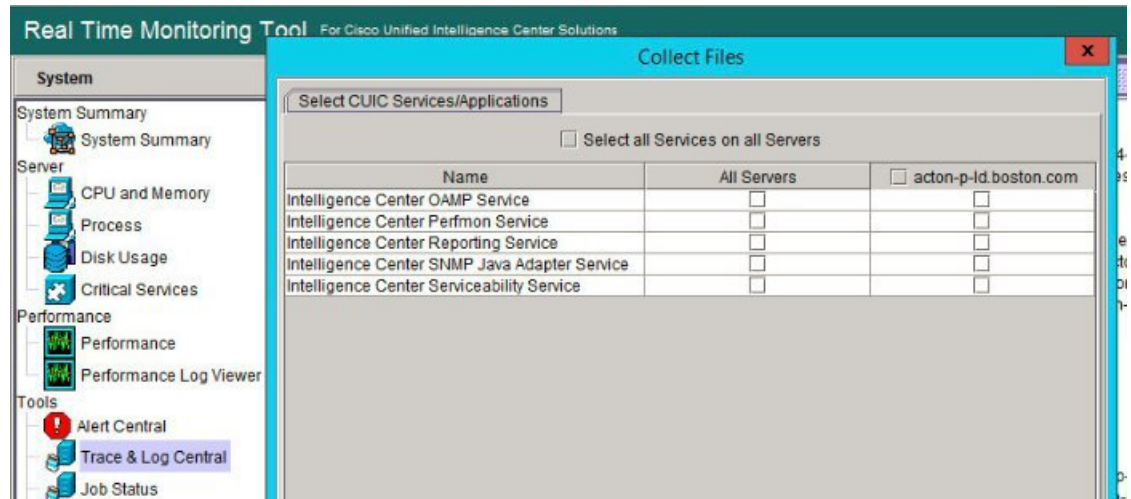 Real Time Monitoring Tool For Cisco Unified Intelligence Center Solutions
Collect Files
x
System
Select CUIC Services/Applications
System Summary
System Summary
Select all Services on all Servers
Server
Name All Servers acton-p-ld.boston.com
CPU and Memory
Intelligence Center OAMP Service
Process
Intelligence Center Perfmon Service
Intelligence Center Reporting Service
Disk Usage
Intelligence Center SNMP Java Adapter Service
Critical Services
Intelligence Center Serviceability Service
Performance
Performance
Performance Log Viewer
Tools
Alert Central
Trace & Log Central
Job Status